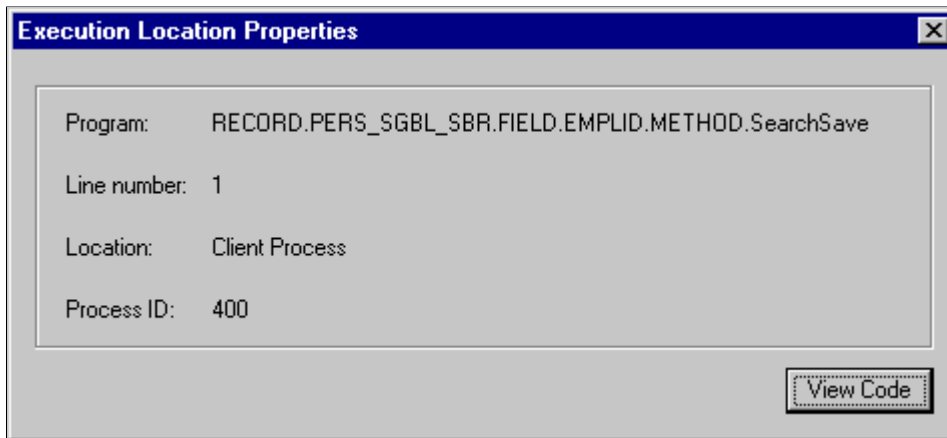 Execution Location Properties
Program: RECORD.PERS_SGBL_SBR.FIELD.EMPLID.METHOD.SearchSave
Line number: 1
Location: Client Process
Process ID: 400
View Code